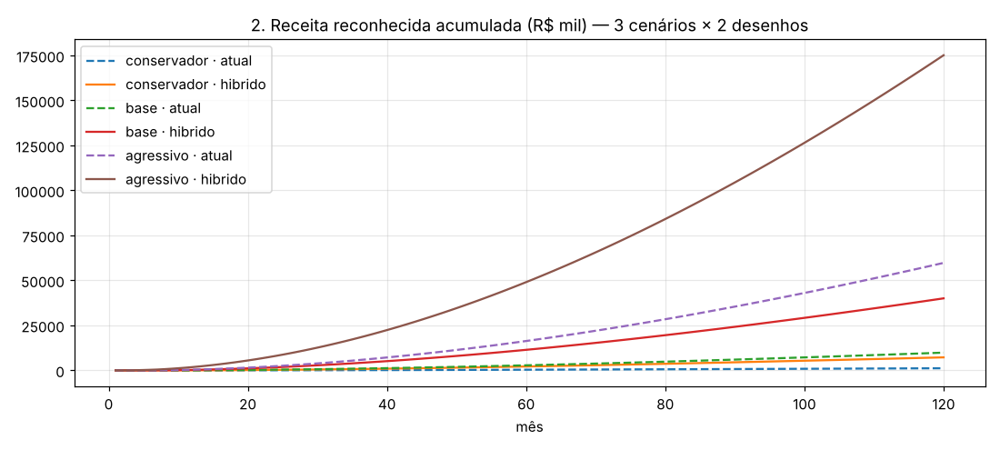 2. Receita reconhecida acumulada (R$ mil) — 3 cenários × 2 desenhos
conservador · atual
conservador · hibrido
base · atual
base · hibrido
agressivo · atual
agressivo · hibrido
175000
150000
125000
100000
75000
50000
25000
0
0 20 40 60 80 100 120
mês